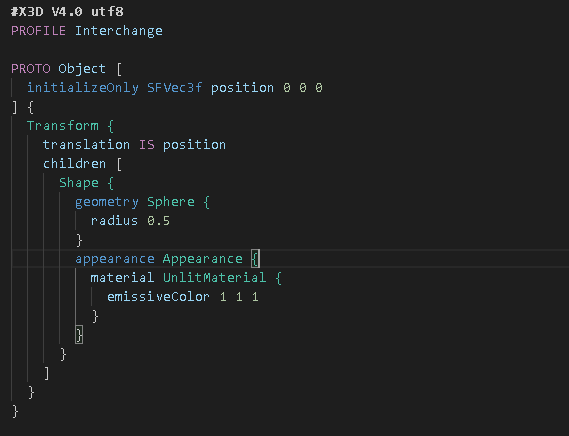 #X3D V4.0 utf8
PROFILE Interchange

PROTO Object [
  initializeOnly SFVec3f position 0 0 0
] {
  Transform {
    translation IS position
    children [
      Shape {
        geometry Sphere {
          radius 0.5
        }
        appearance Appearance {
          material UnlitMaterial {
            emissiveColor 1 1 1
          }
        }
      }
    ]
  }
}